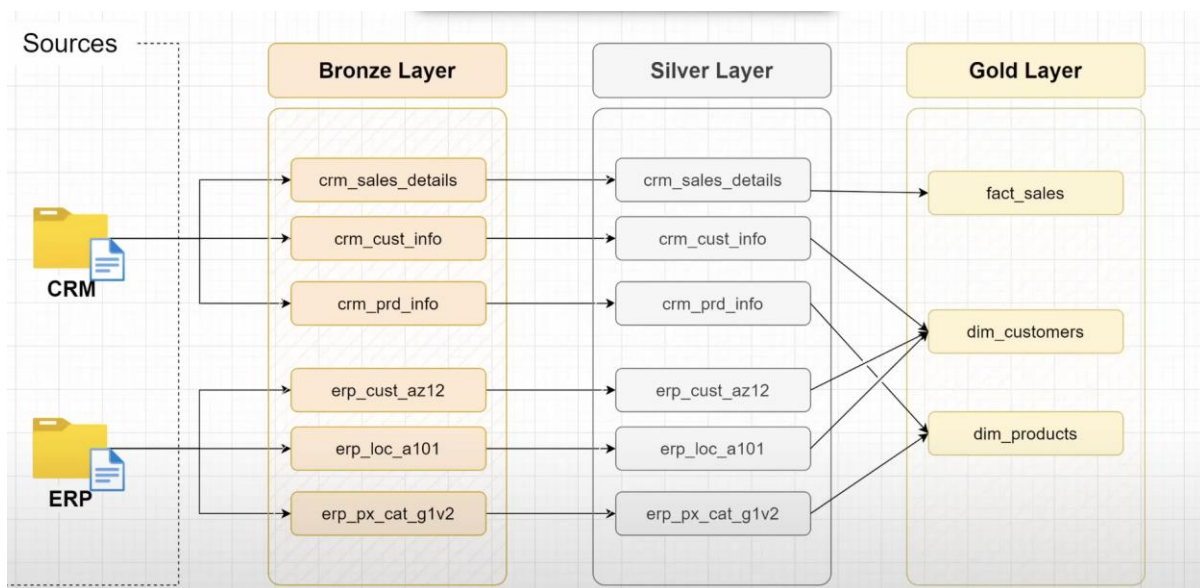 Sources
Bronze Layer
Silver Layer
Gold Layer
crm_sales_details
crm_sales_details
fact_sales
crm_cust_info
crm_cust_info
CRM
crm_prd_info
crm_prd_info
dim_customers
erp_cust_az12
erp_cust_az12
dim_products
erp_loc_a101
erp_loc_a101
ERP
erp_px_cat_g1v2
erp_px_cat_g1v2